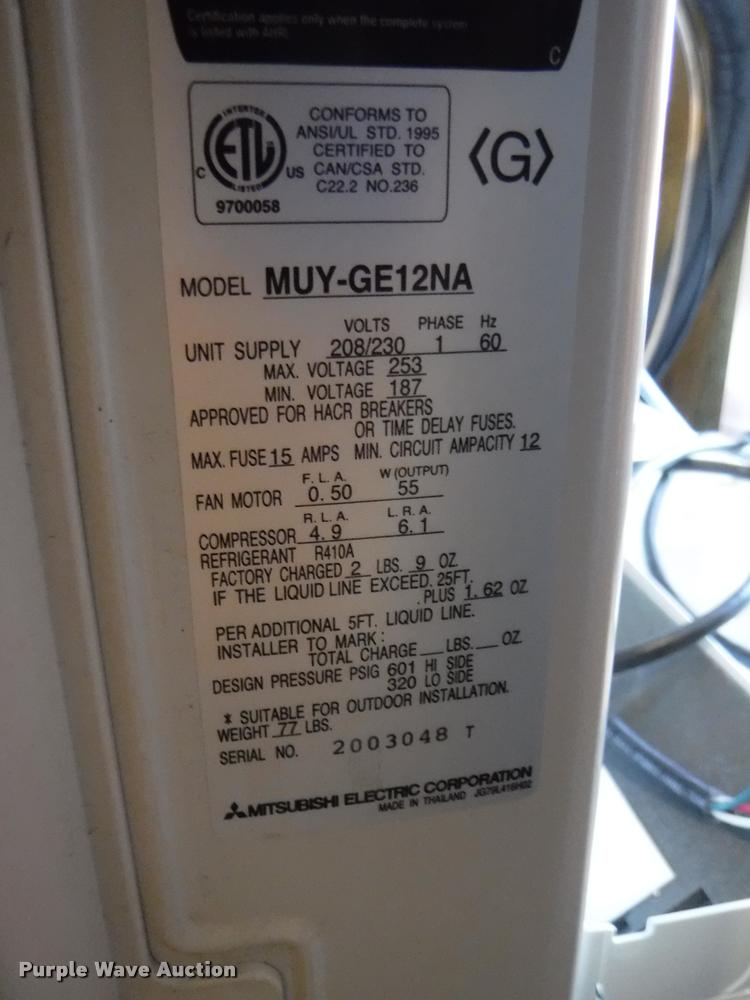 Certification applies only when the complete system
is listed with AHRI.
C
INTERTEK
ETL
C US
LISTED
9700058
CONFORMS TO
ANSI/UL STD. 1995
CERTIFIED TO
CAN/CSA STD.
C22.2 NO.236
<G>
MODEL MUY-GE12NA
VOLTS PHASE Hz
UNIT SUPPLY 208/230 1 60
MAX. VOLTAGE 253
MIN. VOLTAGE 187
APPROVED FOR HACR BREAKERS
OR TIME DELAY FUSES.
MAX. FUSE 15 AMPS MIN. CIRCUIT AMPACITY 12
F. L. A. W (OUTPUT)
FAN MOTOR 0. 50 55
R. L. A. L. R. A.
COMPRESSOR 4. 9 6. 1
REFRIGERANT R410A
FACTORY CHARGED 2 LBS. 9 OZ
IF THE LIQUID LINE EXCEED. 25FT.
PLUS 1. 62 OZ
PER ADDITIONAL 5FT. LIQUID LINE.
INSTALLER TO MARK :
TOTAL CHARGE __ LBS. __ OZ
DESIGN PRESSURE PSIG 601 HI SIDE
320 LO SIDE
* SUITABLE FOR OUTDOOR INSTALLATION.
WEIGHT 77 LBS.
SERIAL NO. 2003048 T
MITSUBISHI ELECTRIC CORPORATION
MADE IN THAILAND JG79L416H02
Purple Wave Auction